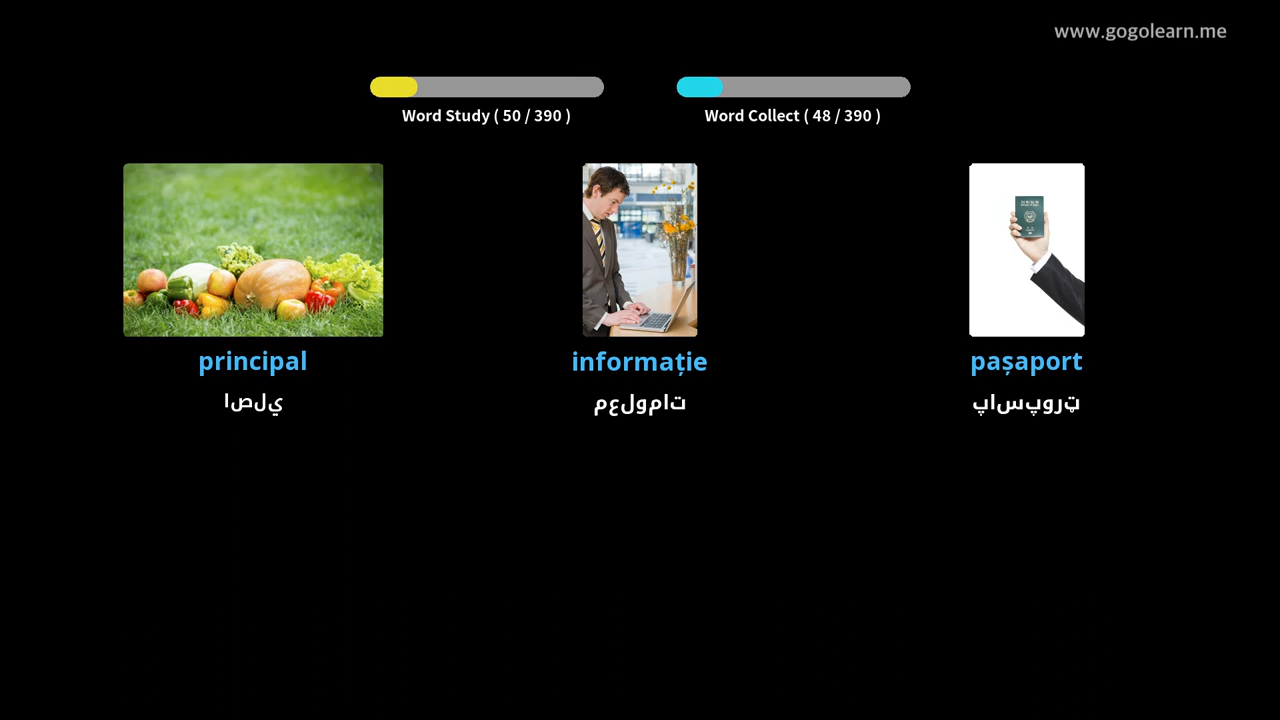 www.gogolearn.me
Word Study ( 50 / 390 )
Word Collect ( 48 / 390 )
principal
اصلي
informație
معلومات
pașaport
پاسپورټ